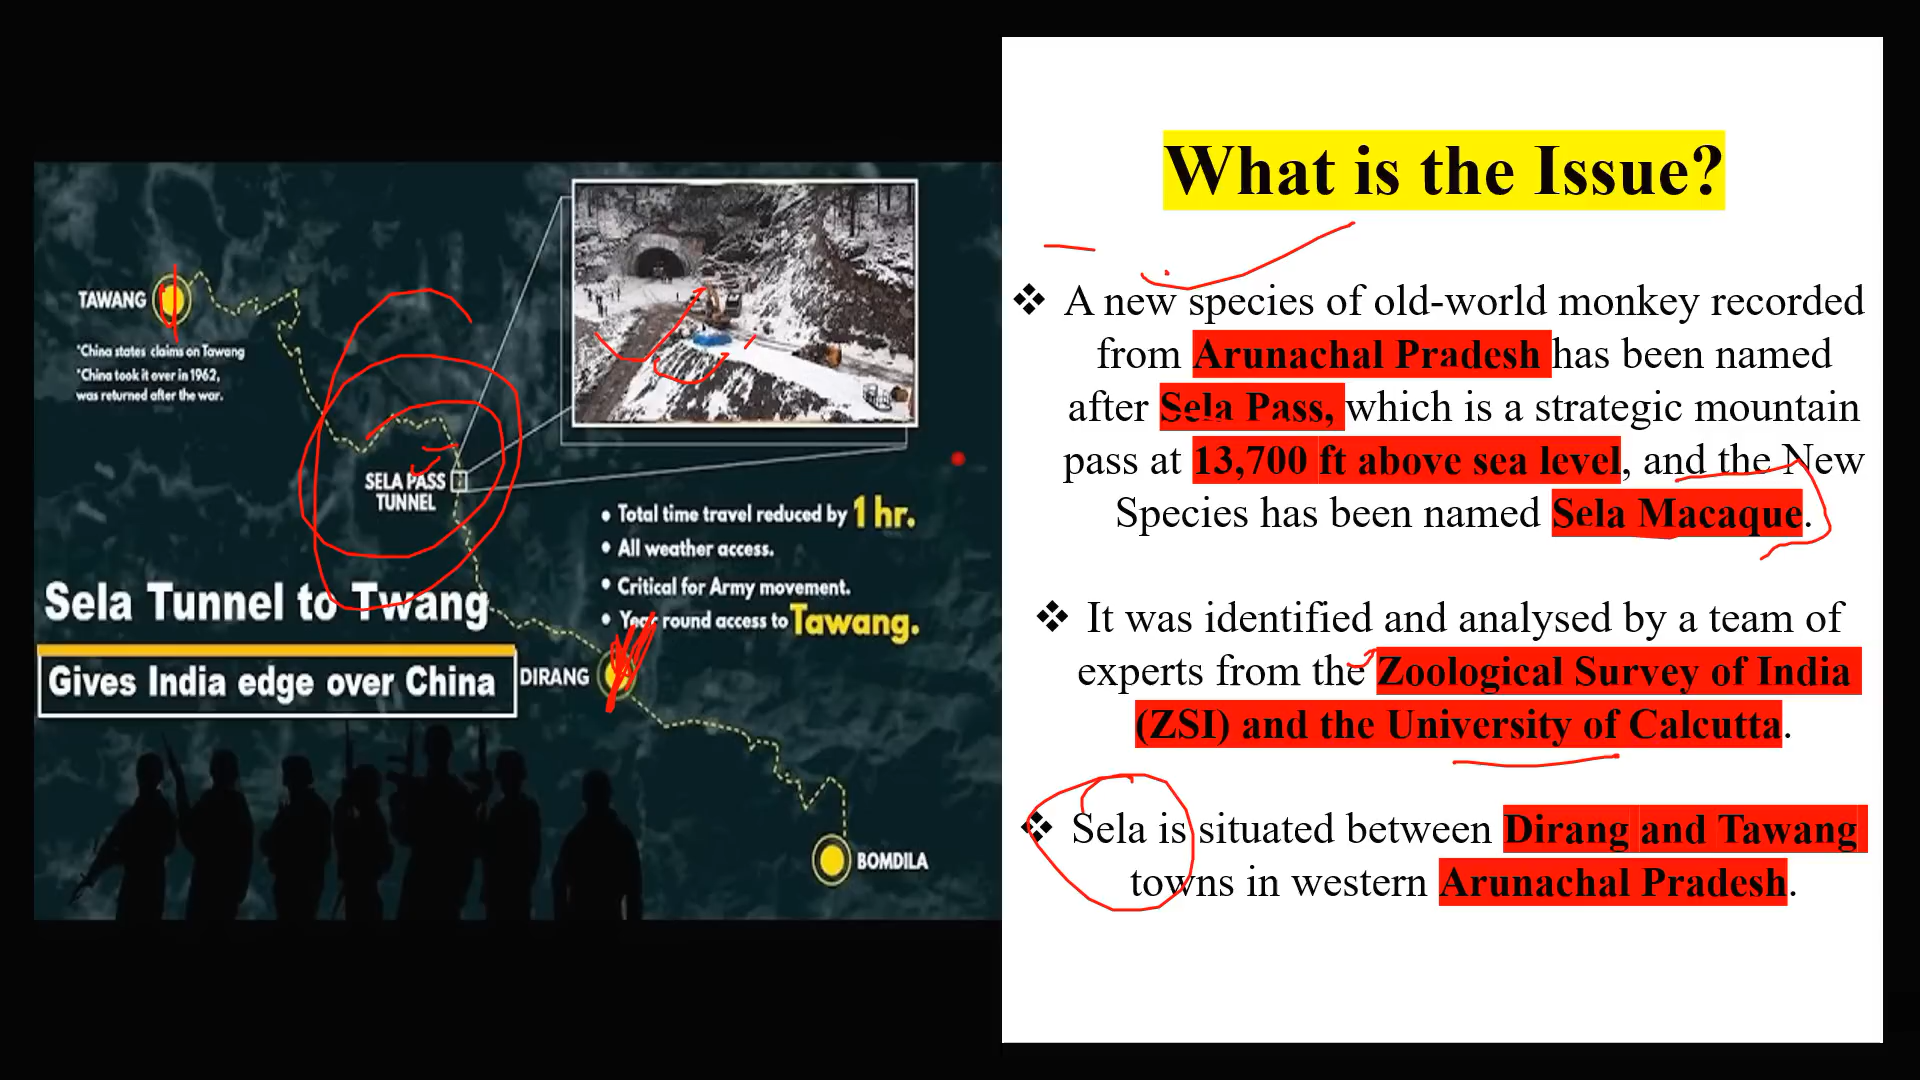 TAWANG
*China states claims on Tawang
*China took it over in 1962,
was returned after the war.
SELA PASS
TUNNEL
• Total time travel reduced by 1 hr.
• All weather access.
• Critical for Army movement.
• Year round access to Tawang.
Sela Tunnel to Twang
Gives India edge over China
DIRANG
BOMDILA
What is the Issue?
❖ A new species of old-world monkey recorded
from Arunachal Pradesh has been named
after Sela Pass, which is a strategic mountain
pass at 13,700 ft above sea level, and the New
Species has been named Sela Macaque.
❖ It was identified and analysed by a team of
experts from the Zoological Survey of India
(ZSI) and the University of Calcutta.
❖ Sela is situated between Dirang and Tawang
towns in western Arunachal Pradesh.